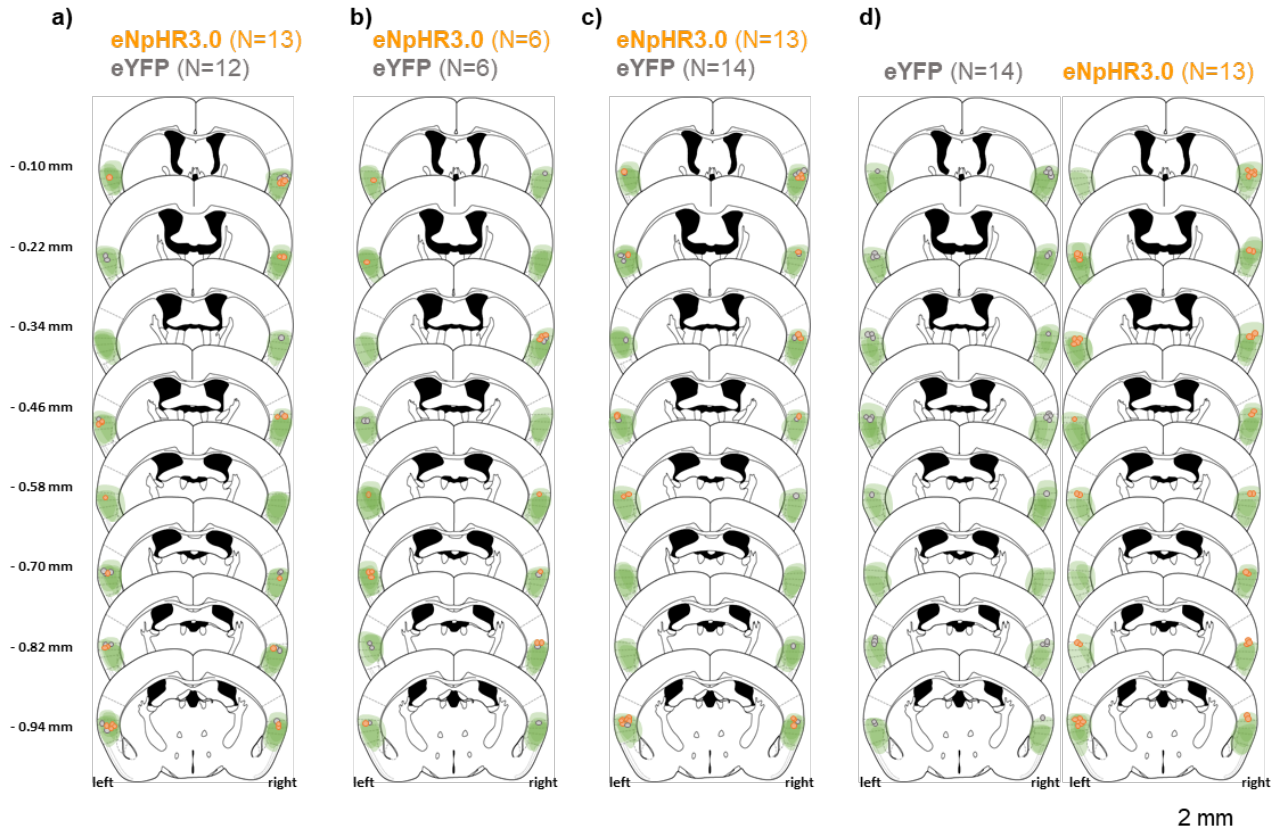 a) b) c) d)
eNpHR3.0 (N=13) eNpHR3.0 (N=6) eNpHR3.0 (N=13)
eYFP (N=12) eYFP (N=6) eYFP (N=14) eYFP (N=14) eNpHR3.0 (N=13)
- 0.10 mm
- 0.22 mm
- 0.34 mm
- 0.46 mm
- 0.58 mm
- 0.70 mm
- 0.82 mm
- 0.94 mm
left right left right left right left right
2 mm